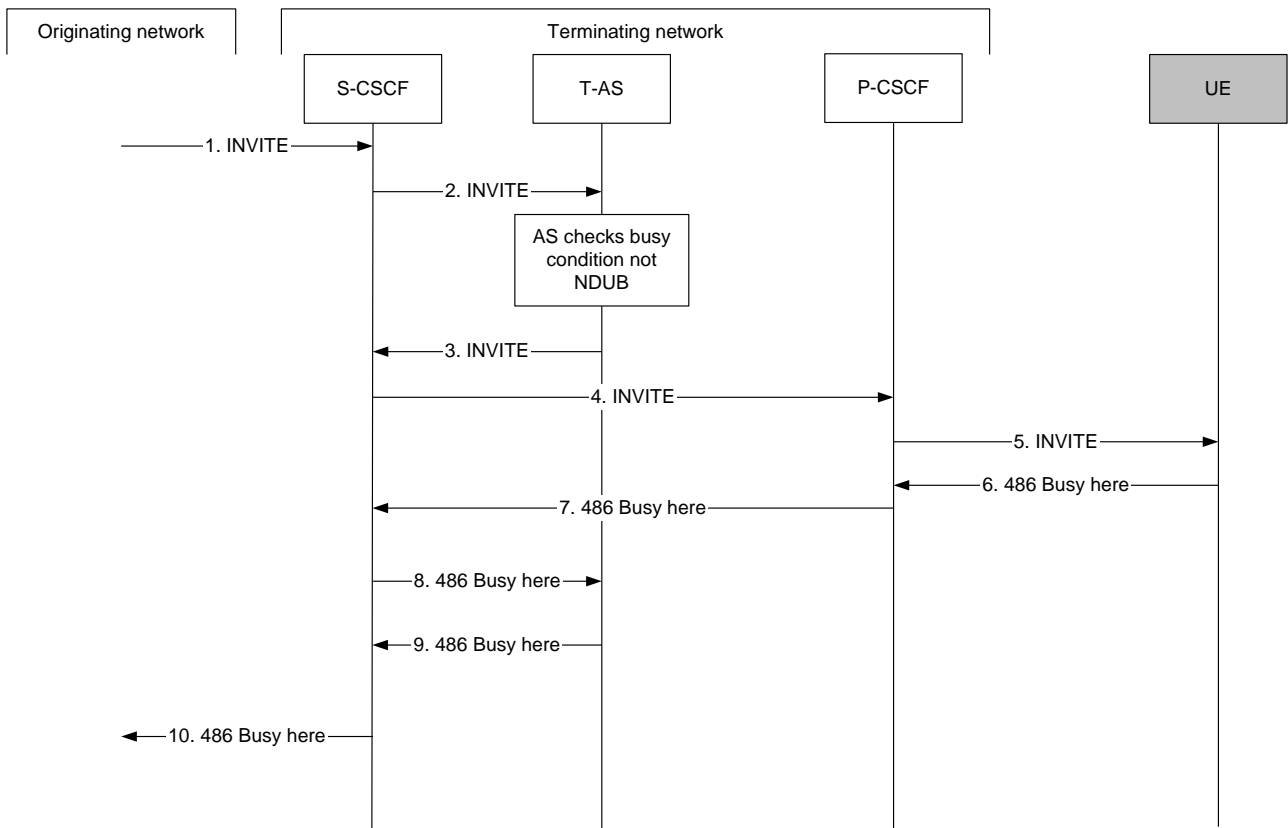 Originating network
Terminating network
S-CSCF
T-AS
P-CSCF
UE
1. INVITE
2. INVITE
AS checks busy
condition not
NDUB
3. INVITE
4. INVITE
5. INVITE
6. 486 Busy here
7. 486 Busy here
8. 486 Busy here
9. 486 Busy here
10. 486 Busy here